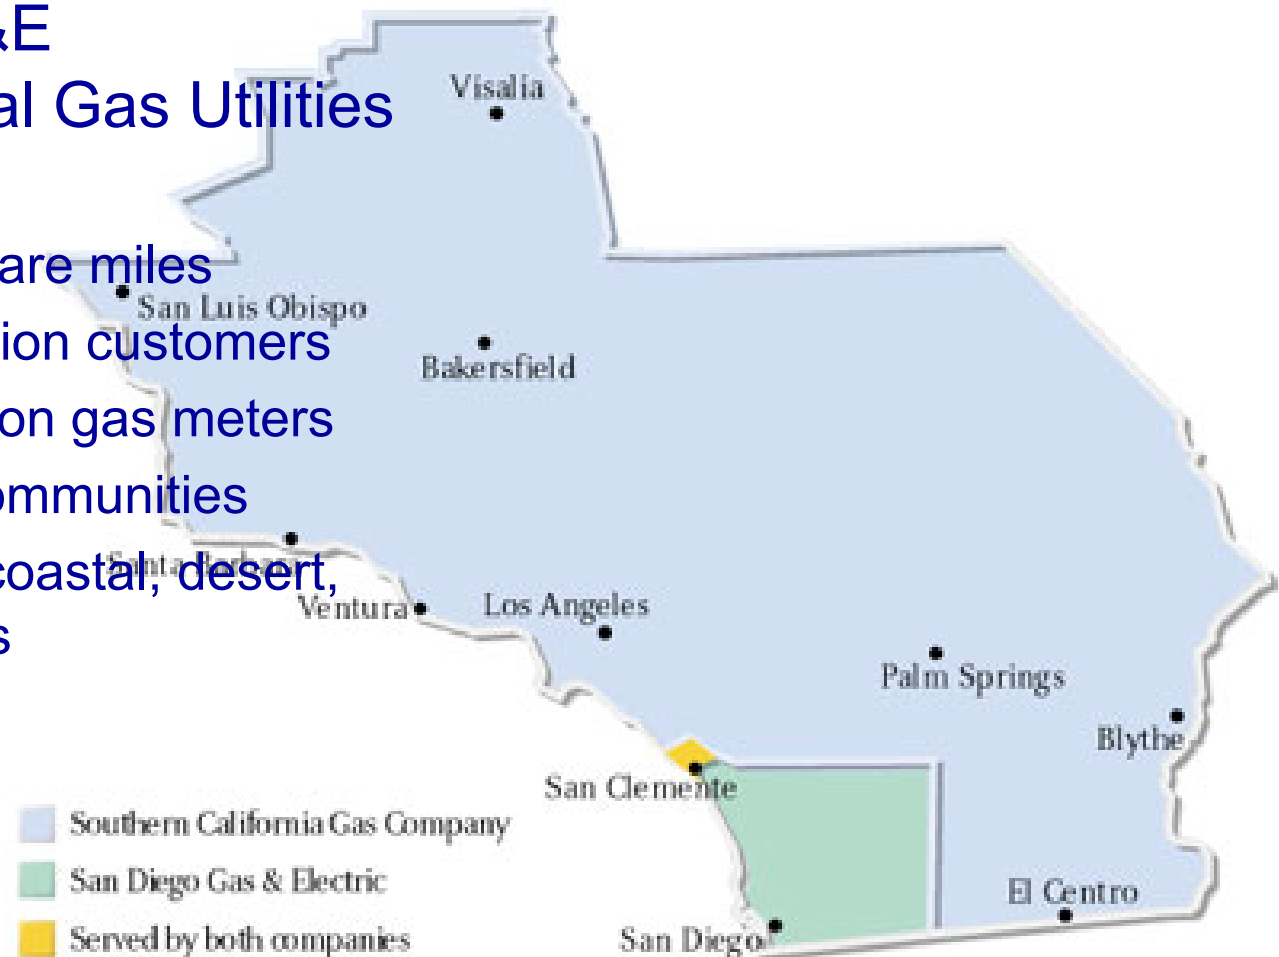 &E
al Gas Utilities
Visalia
are miles
San Luis Obispo
ion customers
Bakersfield
on gas meters
ommunities
Santa Barbara
coastal, desert,
Ventura
Los Angeles
s
Palm Springs
Blythe
San Clemente
Southern California Gas Company
San Diego Gas & Electric
El Centro
Served by both companies
San Diego